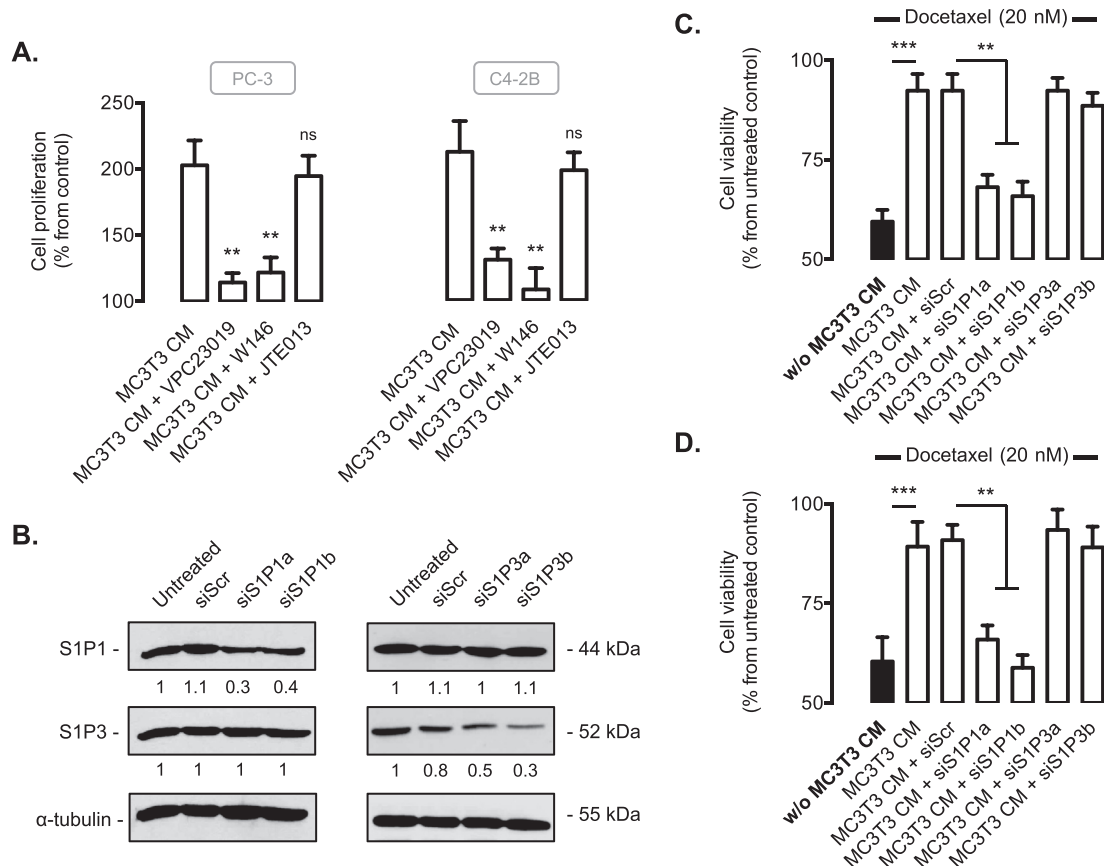 A.
PC-3
C4-2B
Cell proliferation
(% from control)
250
200
150
100
**
**
ns
**
**
ns
MC3T3 CM
MC3T3 CM + VPC23019
MC3T3 CM + W146
MC3T3 CM + JTE013
MC3T3 CM
MC3T3 CM + VPC23019
MC3T3 CM + W146
MC3T3 CM + JTE013
B.
Untreated
siScr
siS1P1a
siS1P1b
Untreated
siScr
siS1P3a
siS1P3b
S1P1 -
- 44 kDa
1 1.1 0.3 0.4
1 1.1 1 1.1
S1P3 -
- 52 kDa
1 1 1 1
1 0.8 0.5 0.3
α-tubulin -
- 55 kDa
C.
Docetaxel (20 nM)
***
**
Cell viability
(% from untreated control)
100
75
50
w/o MC3T3 CM
MC3T3 CM
MC3T3 CM + siScr
MC3T3 CM + siS1P1a
MC3T3 CM + siS1P1b
MC3T3 CM + siS1P3a
MC3T3 CM + siS1P3b
D.
Docetaxel (20 nM)
***
**
Cell viability
(% from untreated control)
100
75
50
w/o MC3T3 CM
MC3T3 CM
MC3T3 CM + siScr
MC3T3 CM + siS1P1a
MC3T3 CM + siS1P1b
MC3T3 CM + siS1P3a
MC3T3 CM + siS1P3b